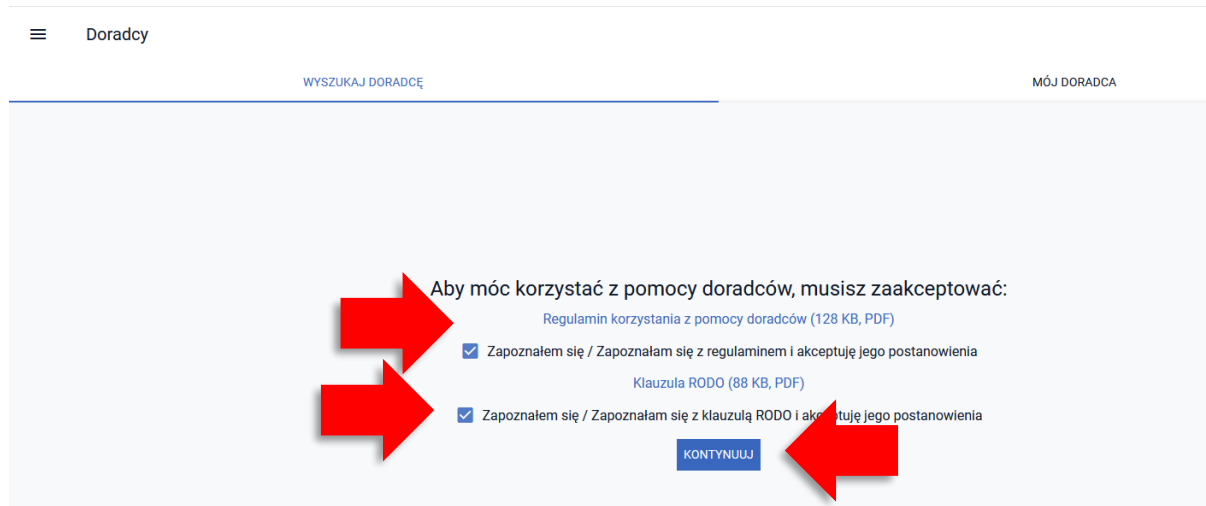 Doradcy
WYSZUKAJ DORADCĘ
MÓJ DORADCA
Aby móc korzystać z pomocy doradców, musisz zaakceptować:
Regulamin korzystania z pomocy doradców (128 KB, PDF)
Zapoznałem się / Zapoznałam się z regulaminem i akceptuję jego postanowienia
Klauzula RODO (88 KB, PDF)
Zapoznałem się / Zapoznałam się z klauzulą RODO i akceptuję jego postanowienia
KONTYNUUJ